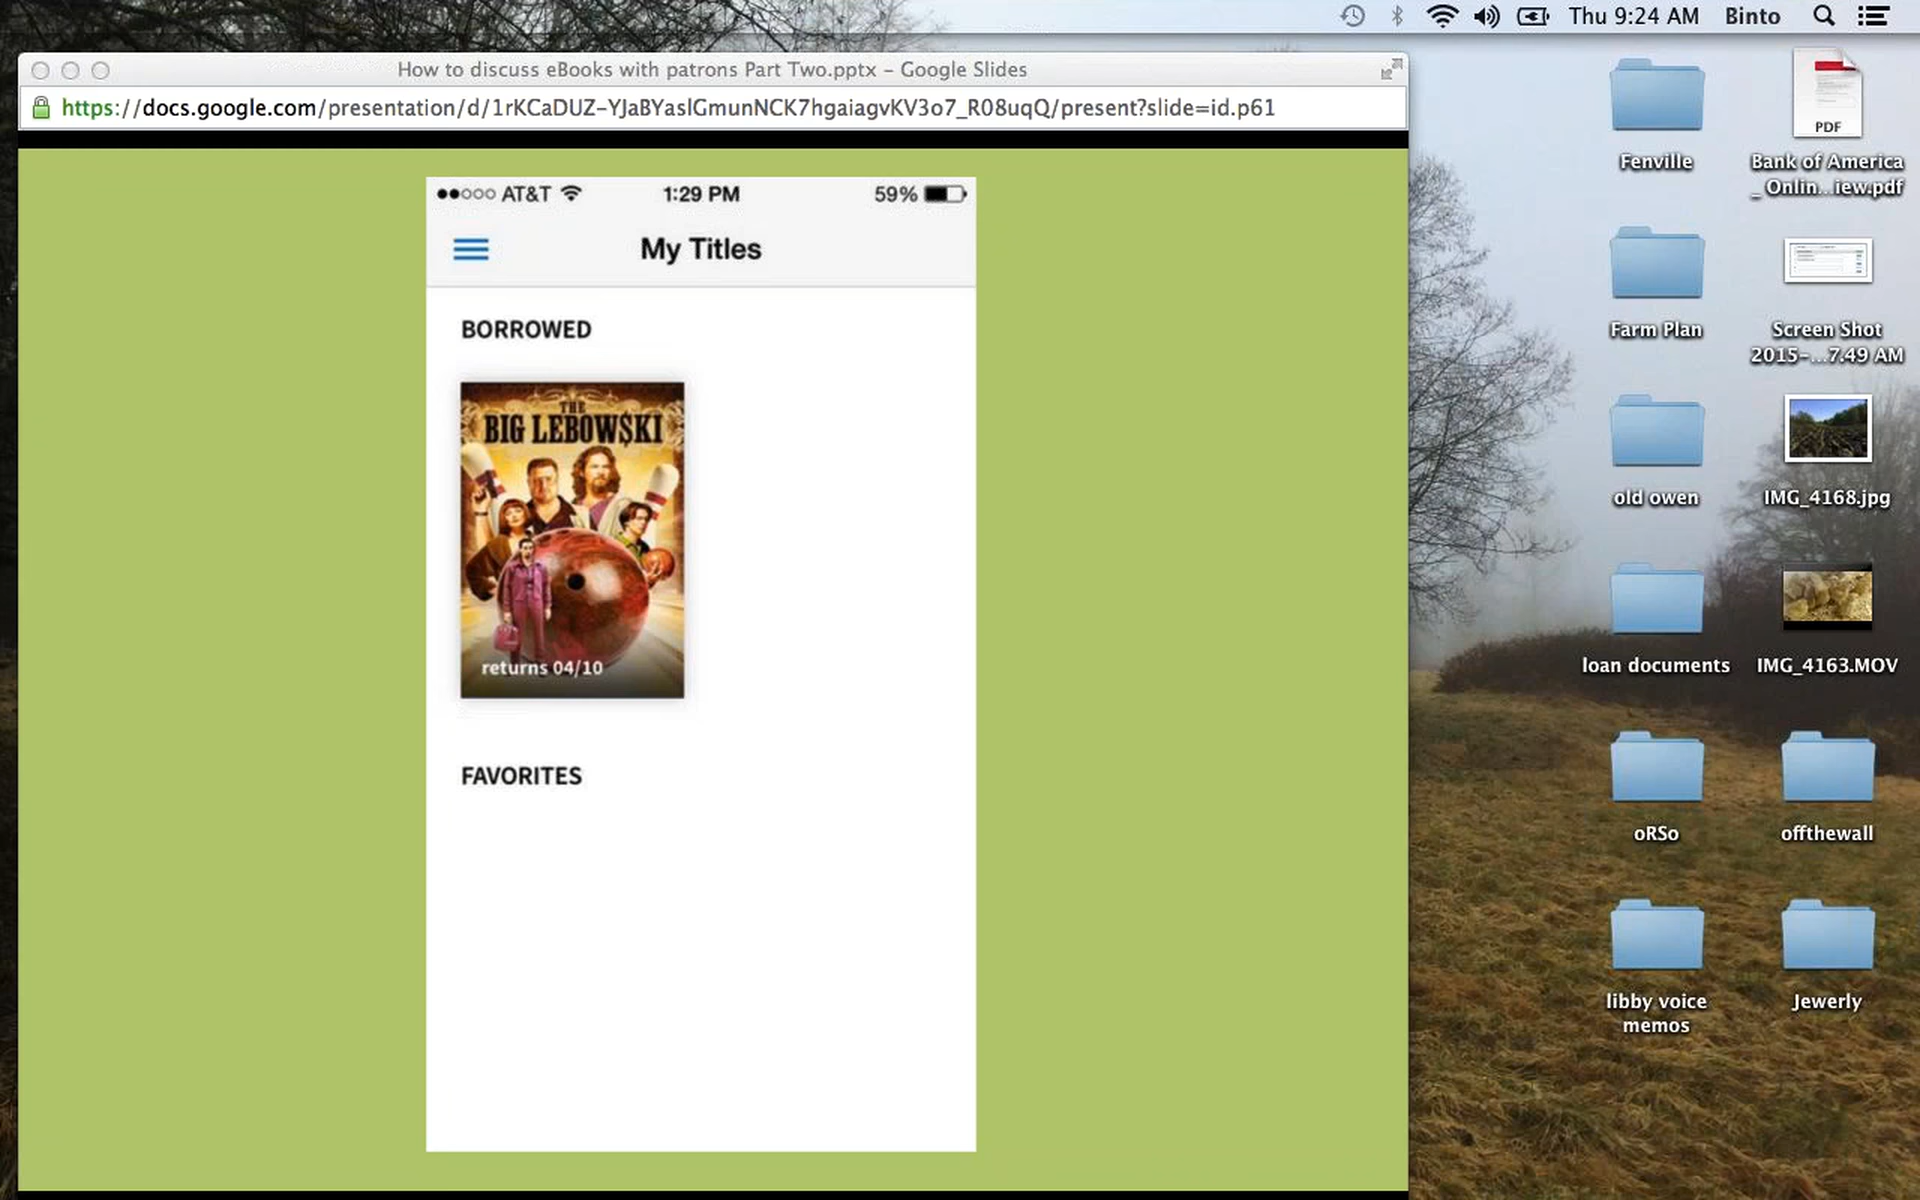 Thu 9:24 AM Binto
How to discuss eBooks with patrons Part Two.pptx – Google Slides
https://docs.google.com/presentation/d/1rKCaDUZ-YJaBYaslGmunNCK7hgaiagvKV3o7_R08uqQ/present?slide=id.p61
AT&T 1:29 PM 59%
My Titles
BORROWED
THE
BIG LEBOW$KI
returns 04/10
FAVORITES
Fenville
PDF
Bank of America
_ Onlin...iew.pdf
Farm Plan
Screen Shot
2015-...7.49 AM
old owen
IMG_4168.jpg
loan documents
IMG_4163.MOV
oRSo
offthewall
libby voice
memos
Jewerly